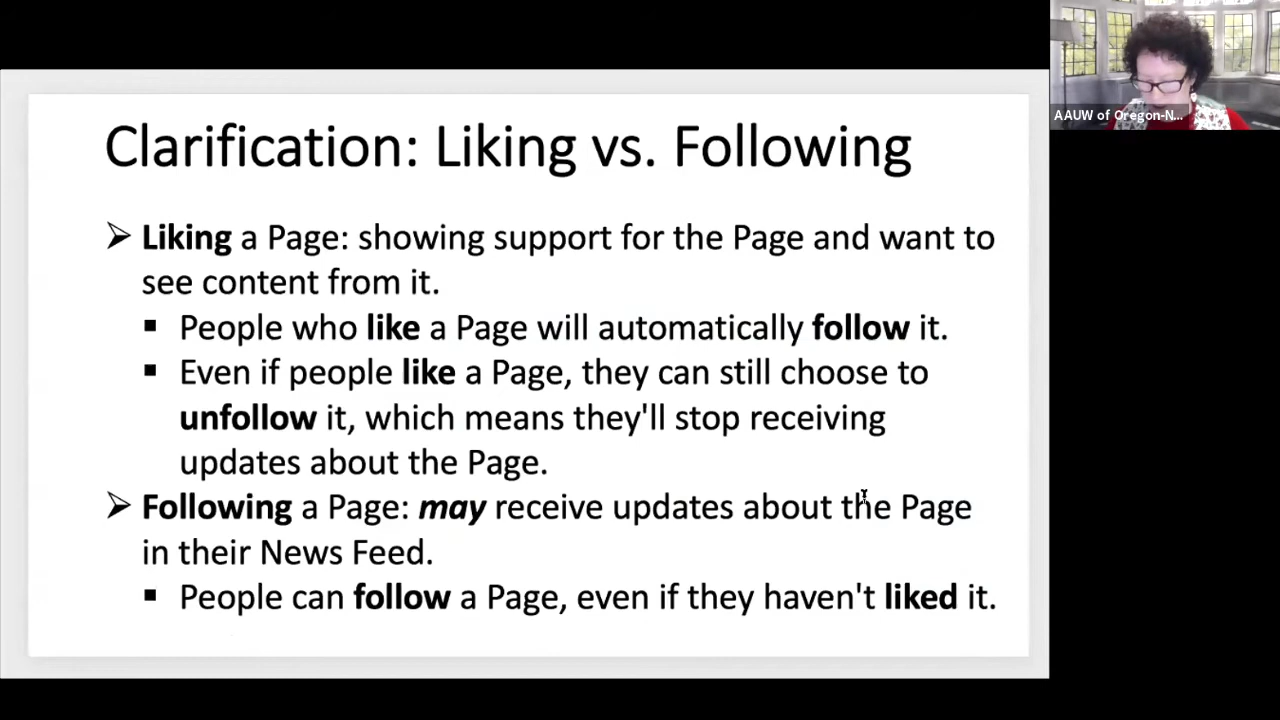 Clarification: Liking vs. Following
➢ Liking a Page: showing support for the Page and want to
see content from it.
▪ People who like a Page will automatically follow it.
▪ Even if people like a Page, they can still choose to
unfollow it, which means they'll stop receiving
updates about the Page.
➢ Following a Page: may receive updates about the Page
in their News Feed.
▪ People can follow a Page, even if they haven't liked it.
AAUW of Oregon-N...